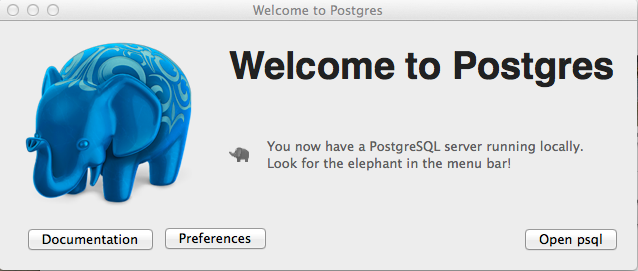 Welcome to Postgres
Welcome to Postgres
You now have a PostgreSQL server running locally.
Look for the elephant in the menu bar!
Documentation
Preferences
Open psql